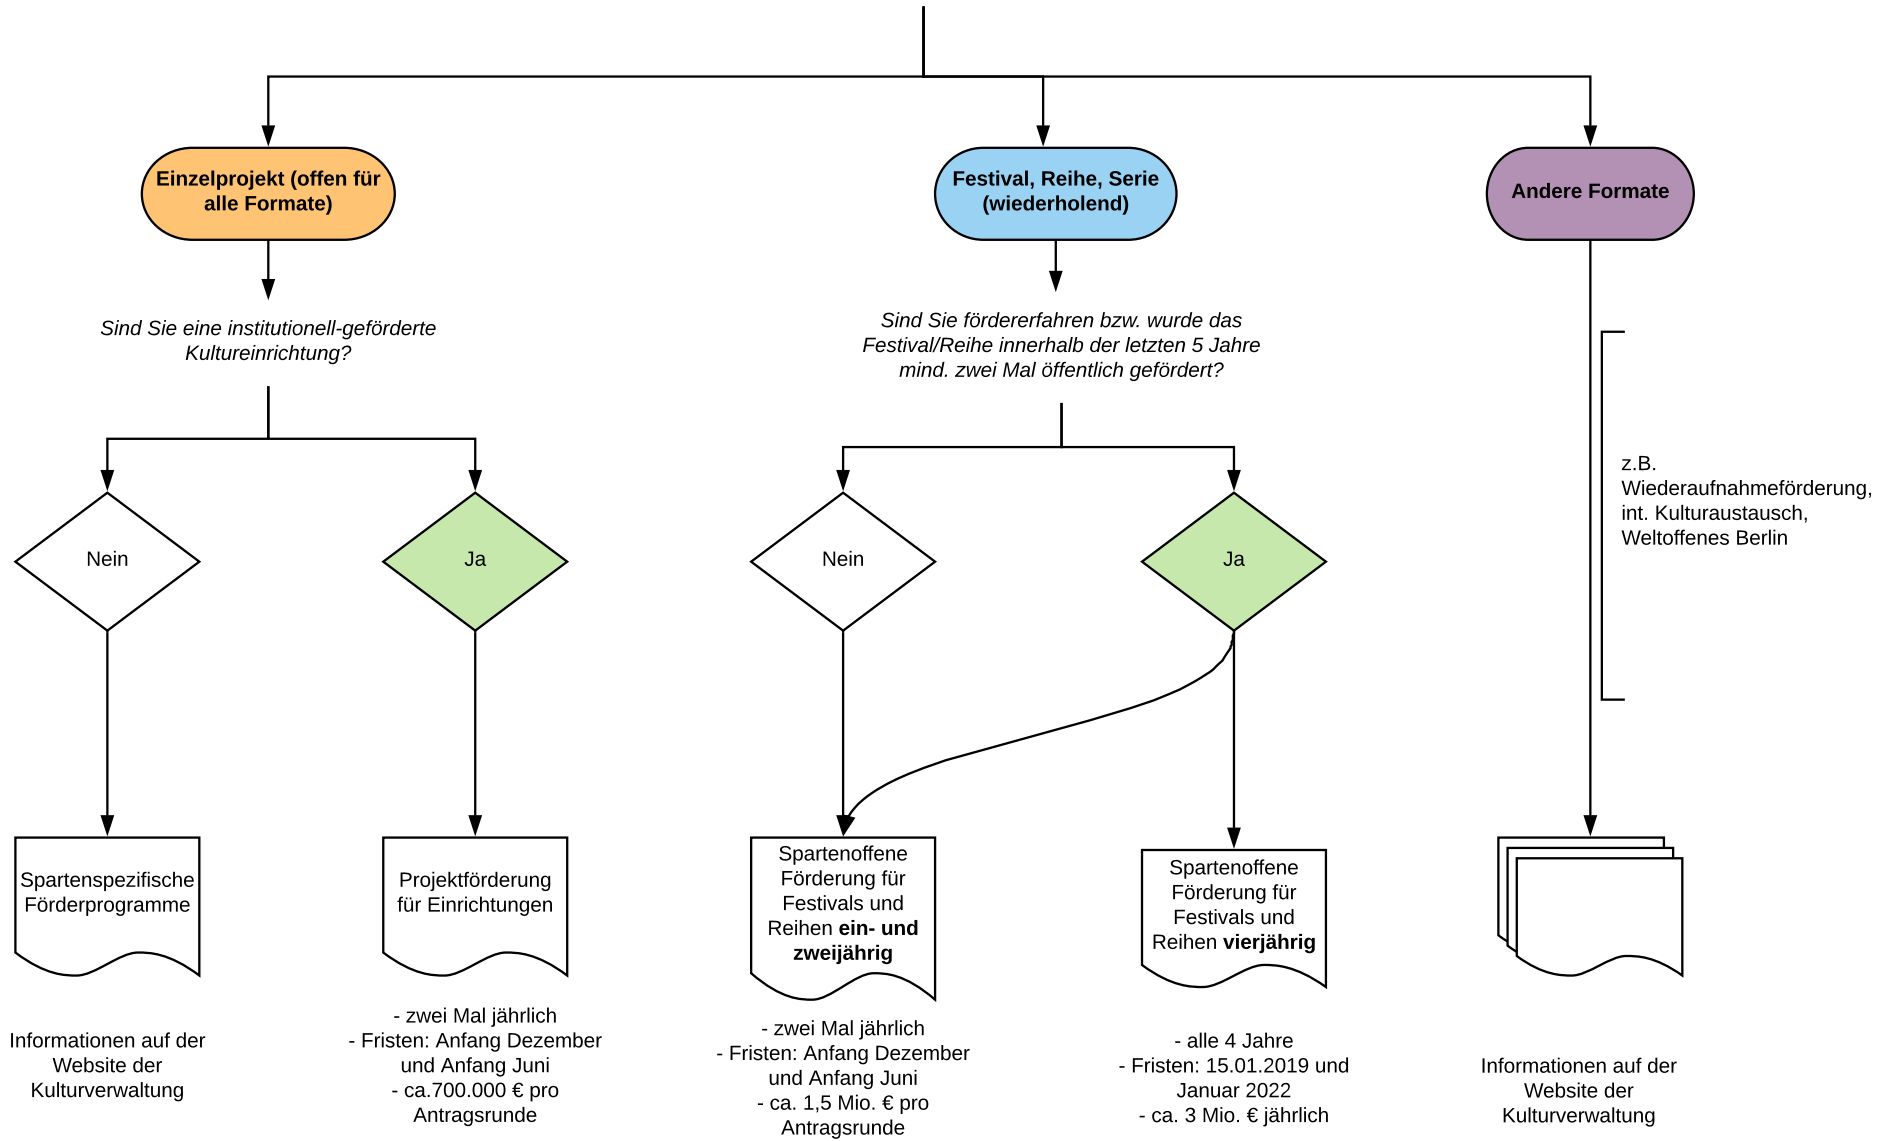 Einzelprojekt (offen für
alle Formate)
Festival, Reihe, Serie
(wiederholend)
Andere Formate
Sind Sie eine institutionell-geförderte
Kultureinrichtung?
Sind Sie fördererfahren bzw. wurde das
Festival/Reihe innerhalb der letzten 5 Jahre
mind. zwei Mal öffentlich gefördert?
z.B.
Wiederaufnahmeförderung,
int. Kulturaustausch,
Weltoffenes Berlin
Nein
Ja
Nein
Ja
Spartenspezifische
Förderprogramme
Projektförderung
für Einrichtungen
Spartenoffene
Förderung für
Festivals und
Reihen ein- und
zweijährig
Spartenoffene
Förderung für
Festivals und
Reihen vierjährig
Informationen auf der
Website der
Kulturverwaltung
- zwei Mal jährlich
- Fristen: Anfang Dezember
und Anfang Juni
- ca.700.000 € pro
Antragsrunde
- zwei Mal jährlich
- Fristen: Anfang Dezember
und Anfang Juni
- ca. 1,5 Mio. € pro
Antragsrunde
- alle 4 Jahre
- Fristen: 15.01.2019 und
Januar 2022
- ca. 3 Mio. € jährlich
Informationen auf der
Website der
Kulturverwaltung